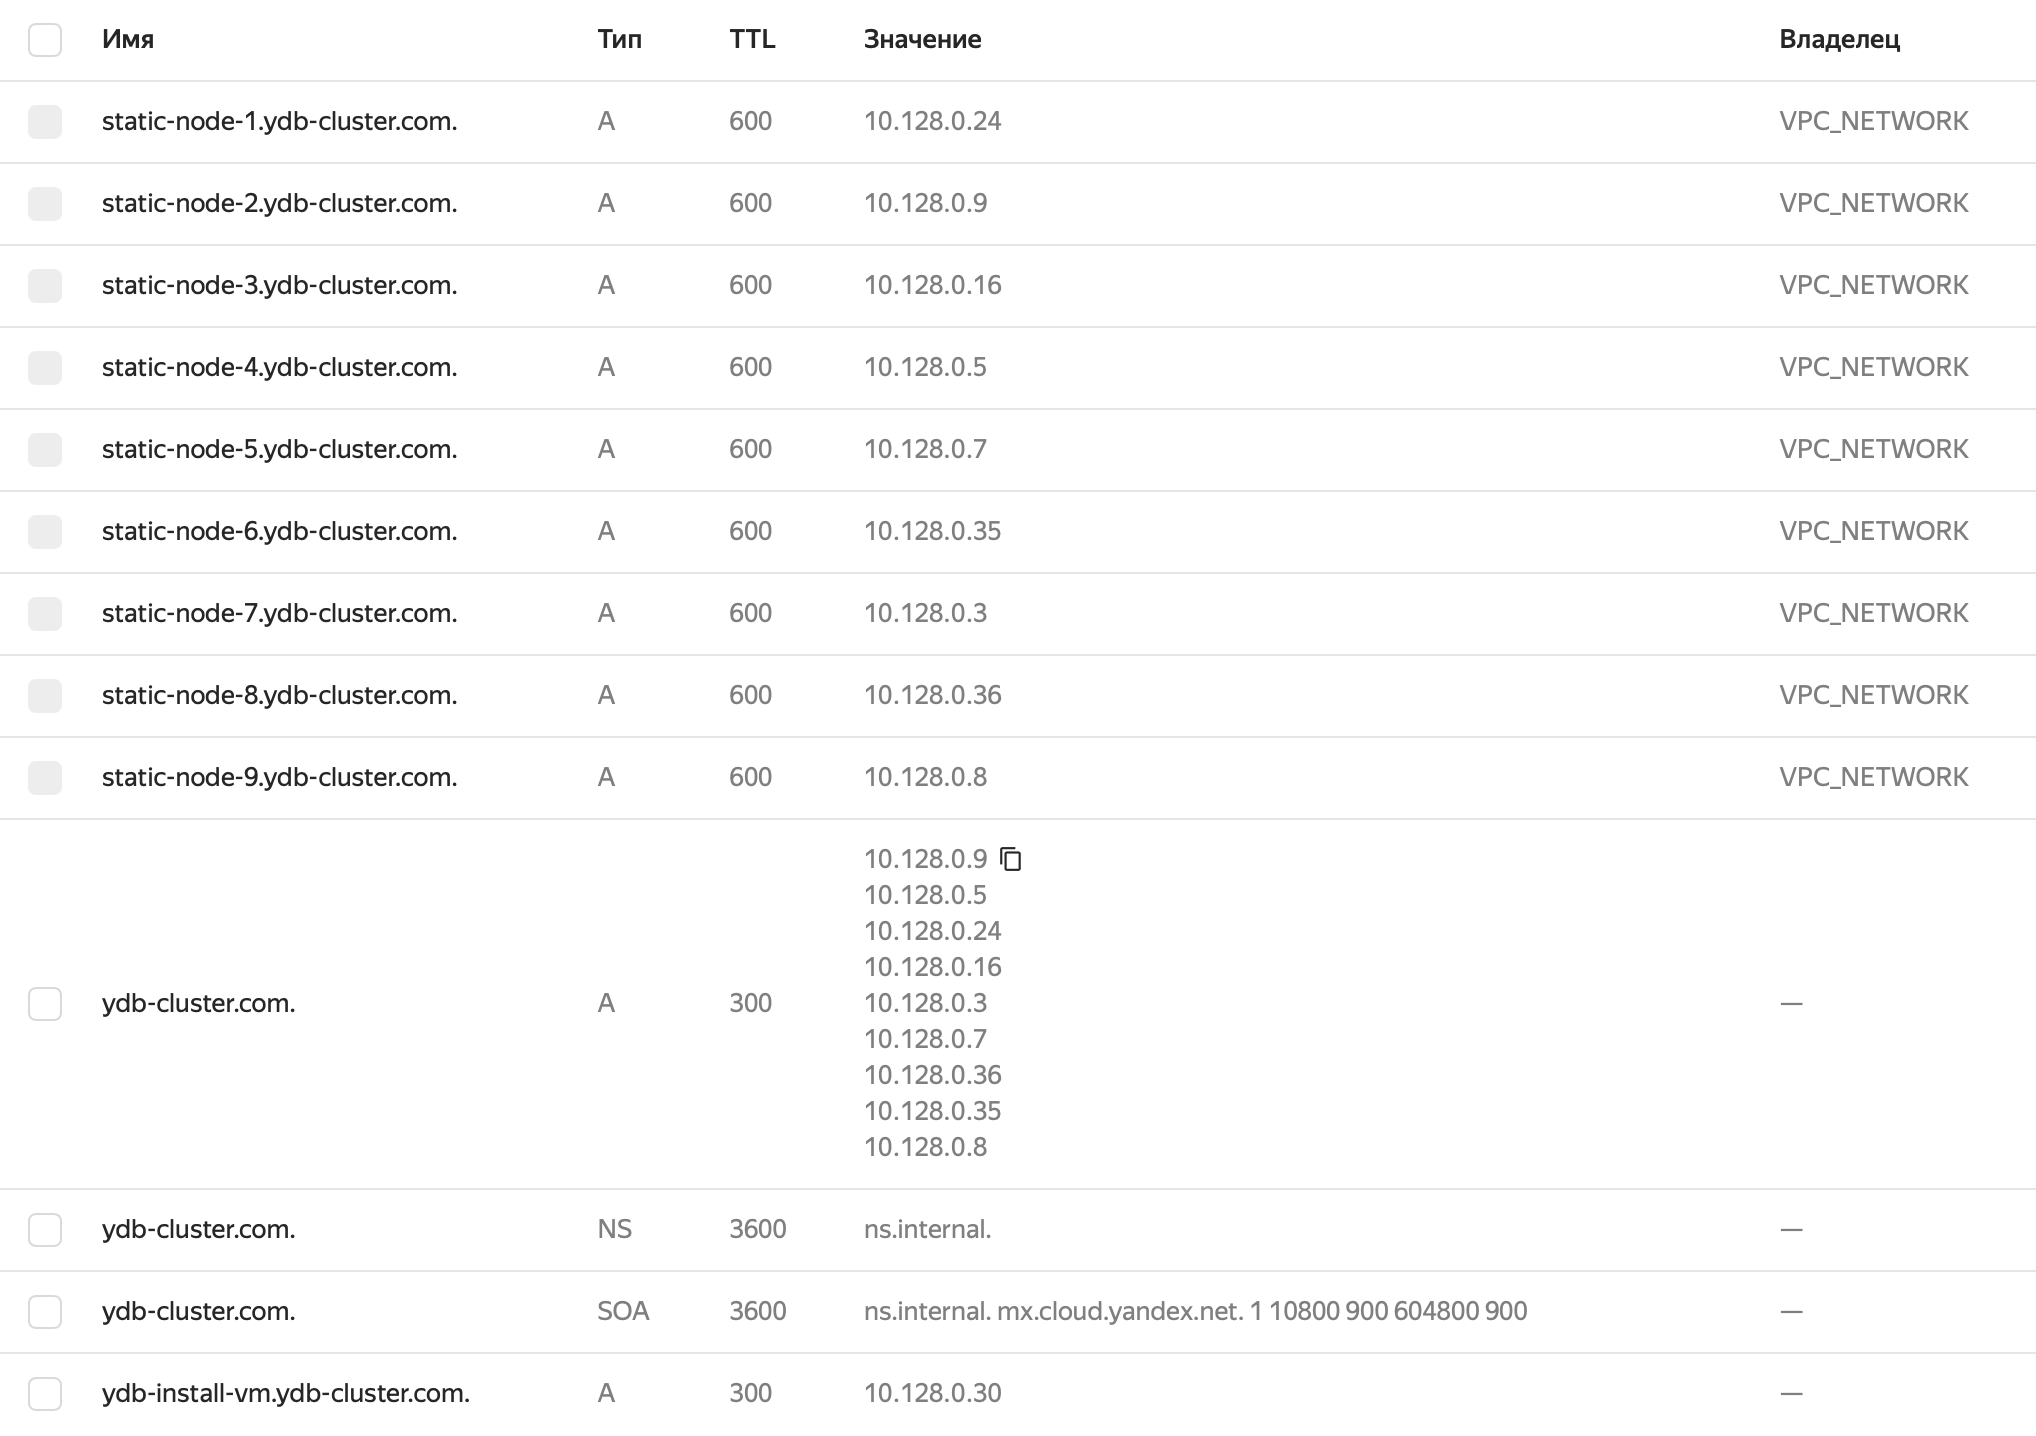 Имя Тип TTL Значение Владелец
static-node-1.ydb-cluster.com. A 600 10.128.0.24 VPC_NETWORK
static-node-2.ydb-cluster.com. A 600 10.128.0.9 VPC_NETWORK
static-node-3.ydb-cluster.com. A 600 10.128.0.16 VPC_NETWORK
static-node-4.ydb-cluster.com. A 600 10.128.0.5 VPC_NETWORK
static-node-5.ydb-cluster.com. A 600 10.128.0.7 VPC_NETWORK
static-node-6.ydb-cluster.com. A 600 10.128.0.35 VPC_NETWORK
static-node-7.ydb-cluster.com. A 600 10.128.0.3 VPC_NETWORK
static-node-8.ydb-cluster.com. A 600 10.128.0.36 VPC_NETWORK
static-node-9.ydb-cluster.com. A 600 10.128.0.8 VPC_NETWORK
10.128.0.9
10.128.0.5
10.128.0.24
10.128.0.16
ydb-cluster.com. A 300 10.128.0.3 —
10.128.0.7
10.128.0.36
10.128.0.35
10.128.0.8
ydb-cluster.com. NS 3600 ns.internal. —
ydb-cluster.com. SOA 3600 ns.internal. mx.cloud.yandex.net. 1 10800 900 604800 900 —
ydb-install-vm.ydb-cluster.com. A 300 10.128.0.30 —